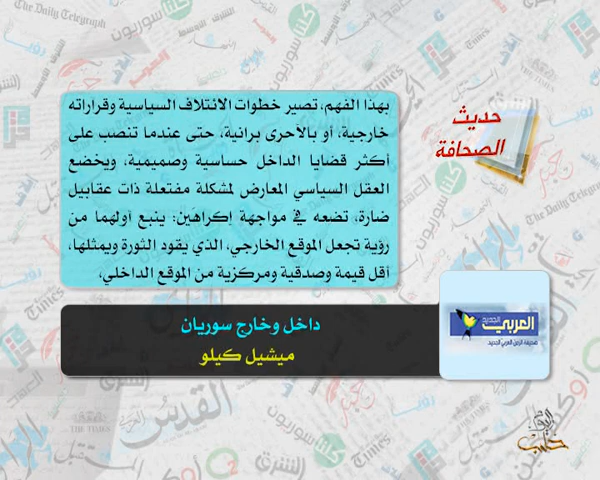 حديث
الصحافة
بهذا الفهم، تصير خطوات الائتلاف السياسية وقراراته
خارجية، أو بالأحرى برانية، حتى عندما تنصب على
أكثر قضايا الداخل حساسية وصميمية، ويخضع
العقل السياسي المعارض لمشكلة مفتعلة ذات عقابيل
ضارة، تضعه في مواجهة إكراهَين: ينبع أولهما من
رؤية تجعل الموقع الخارجي، الذي يقود الثورة ويمثلها،
أقل قيمة وصدقية ومركزية من الموقع الداخلي،
العربي الجديد
داخل وخارج سوريان
ميشيل كيلو